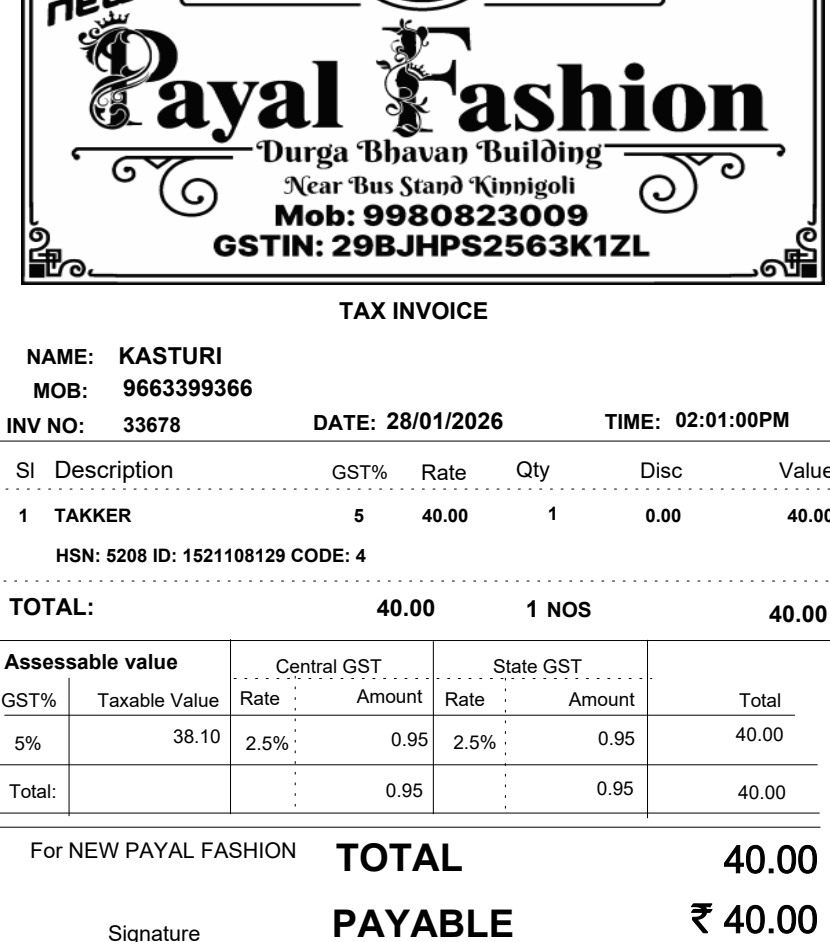 new
Payal Fashion
Durga Bhavan Building
Near Bus Stand Kinnigoli
Mob: 9980823009
GSTIN: 29BJHPS2563K1ZL
TAX INVOICE
NAME: KASTURI
MOB: 9663399366
INV NO: 33678 DATE: 28/01/2026 TIME: 02:01:00PM
Sl Description GST% Rate Qty Disc Value
1 TAKKER 5 40.00 1 0.00 40.00
HSN: 5208 ID: 1521108129 CODE: 4
TOTAL: 40.00 1 NOS 40.00
Assessable value Central GST State GST
GST% Taxable Value Rate Amount Rate Amount Total
5% 38.10 2.5% 0.95 2.5% 0.95 40.00
Total: 0.95 0.95 40.00
For NEW PAYAL FASHION TOTAL 40.00
Signature PAYABLE ₹ 40.00